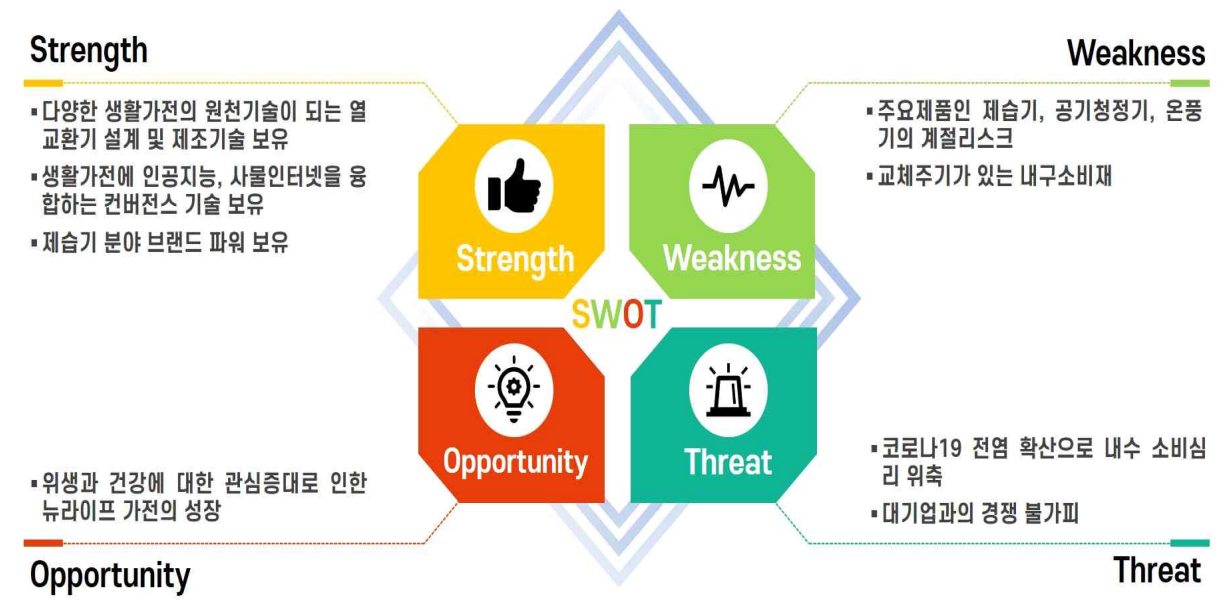 Strength
▪다양한 생활가전의 원천기술이 되는 열
교환기 설계 및 제조기술 보유
▪생활가전에 인공지능, 사물인터넷을 융
합하는 컨버전스 기술 보유
▪제습기 분야 브랜드 파워 보유
Weakness
▪주요제품인 제습기, 공기청정기, 온풍
기의 계절리스크
▪교체주기가 있는 내구소비재
Strength
Weakness
SWOT
Opportunity
Threat
▪위생과 건강에 대한 관심증대로 인한
뉴라이프 가전의 성장
Opportunity
▪코로나19 전염 확산으로 내수 소비심
리 위축
▪대기업과의 경쟁 불가피
Threat